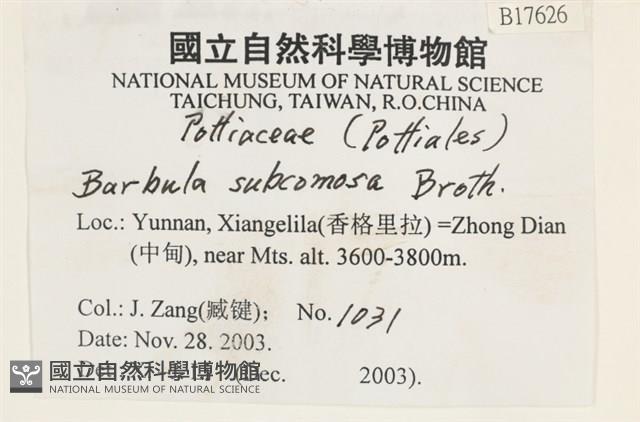 B17626
國立自然科學博物館
NATIONAL MUSEUM OF NATURAL SCIENCE
TAICHUNG, TAIWAN, R.O.CHINA
Pottiaceae (Pottiales)
Barbula subcomosa Broth.
Loc.: Yunnan, Xiangelila(香格里拉) =Zhong Dian
(中甸), near Mts. alt. 3600-3800m.
Col.: J. Zang(臧键); No. 1031
Date: Nov. 28. 2003.
(Dec. 2003).
國立自然科學博物館
NATIONAL MUSEUM OF NATURAL SCIENCE